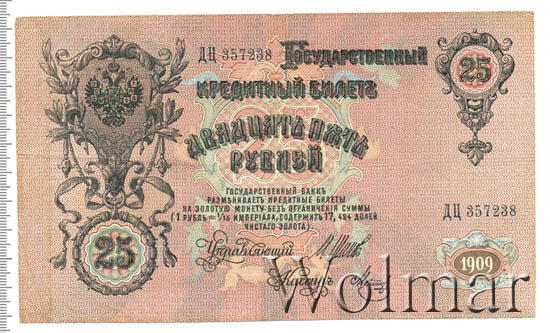 ДЦ 357238
Государственный
25
Кредитный Билетъ
Двадцать пять
рублей
Государственный Банкъ
размѣниваетъ кредитные билеты
на золотую монету безъ ограниченія суммы
(1 рубль = 1/15 имперіала, содержитъ 17,424 долей
чистаго золота)
ДЦ 357238
25
Управляющій
Кассиръ
1909
Wolmar